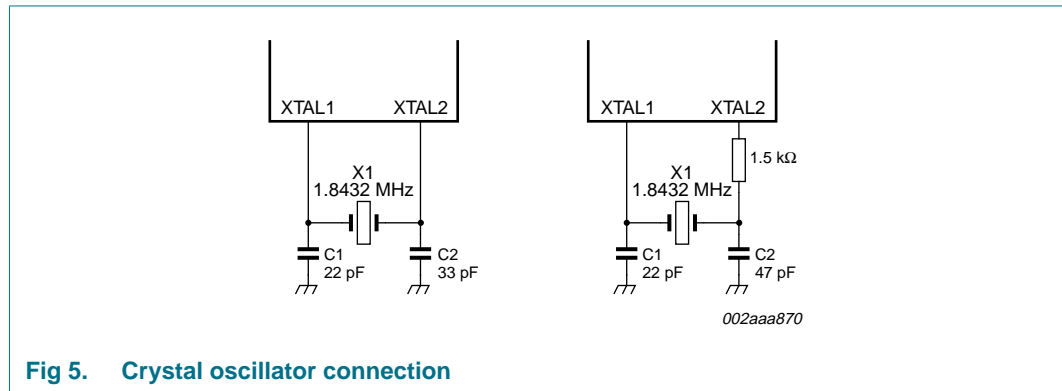 XTAL1 XTAL2
X1
1.8432 MHz
C1
22 pF
C2
33 pF
XTAL1 XTAL2
1.5 kΩ
X1
1.8432 MHz
C1
22 pF
C2
47 pF
002aaa870
Fig 5. Crystal oscillator connection